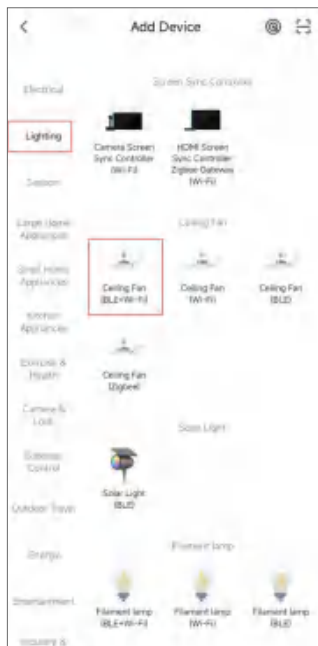 Add Device
Electrical
Lighting
Sensors
Large Home
Appliances
Small Home
Appliances
Kitchen
Appliances
Exercise &
Health
Camera &
Lock
Gateway
Control
Outdoor Travel
Energy
Entertainment
Industry &
Screen Sync Controller
Camera Screen
Sync Controller
(Wi-Fi)
HDMI Screen
Sync Controller
Zigbee Gateway
(Wi-Fi)
Ceiling Fan
Ceiling Fan
(BLE+Wi-Fi)
Ceiling Fan
(Wi-Fi)
Ceiling Fan
(BLE)
Ceiling Fan
(Zigbee)
Solar Light
Solar Light
(BLE)
Filament lamp
Filament lamp
(BLE+Wi-Fi)
Filament lamp
(Wi-Fi)
Filament lamp
(BLE)